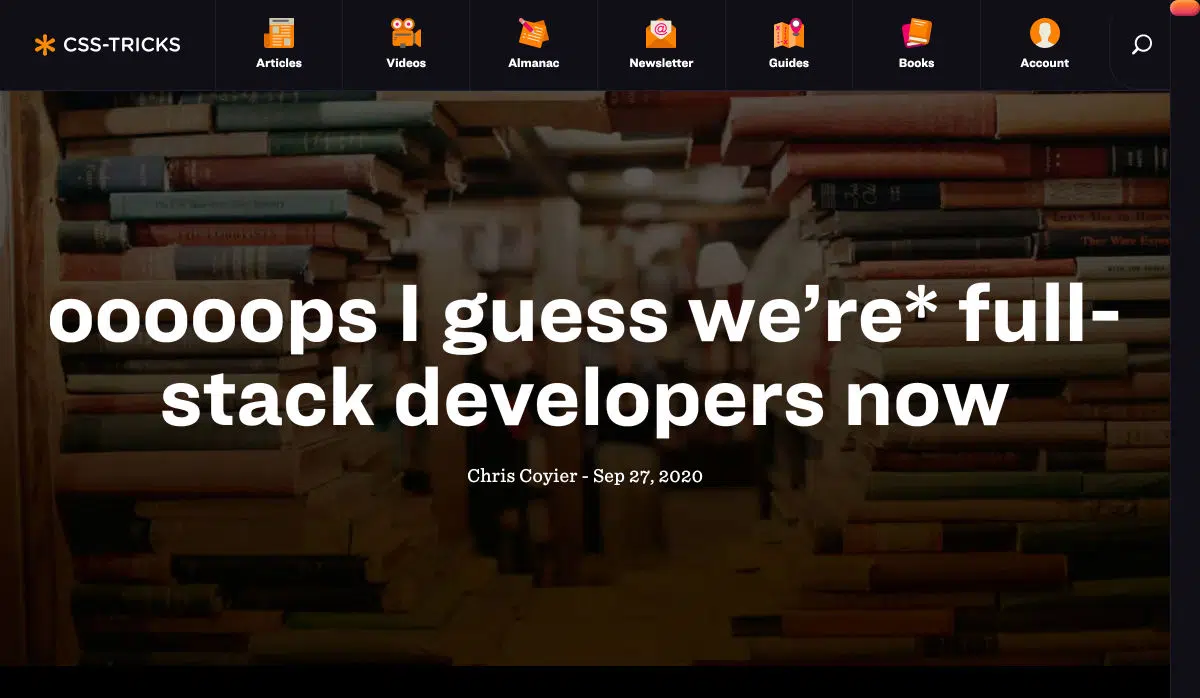 CSS-TRICKS
Articles
Videos
Almanac
Newsletter
Guides
Books
Account
ooooops I guess we’re* full-
stack developers now
Chris Coyier - Sep 27, 2020